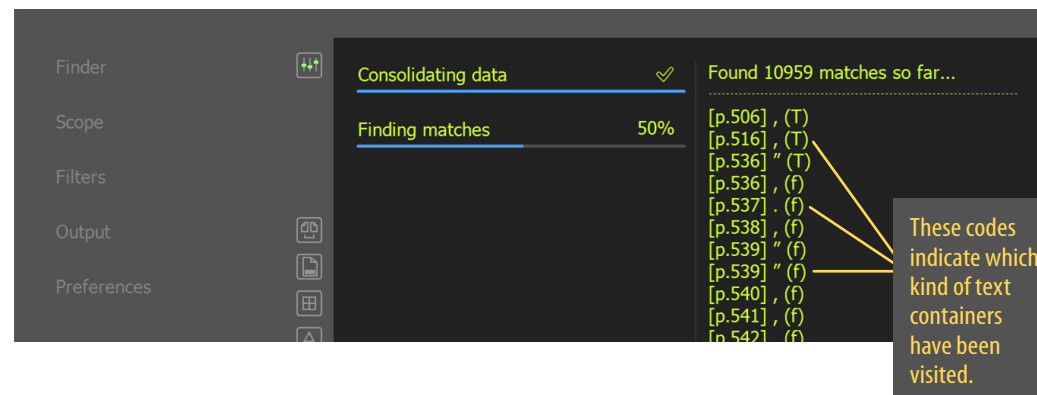 Finder
Scope
Filters
Output
Preferences
Consolidating data
Finding matches 50%
Found 10959 matches so far...
[p.506] , (T)
[p.516] , (T)
[p.536] " (T)
[p.536] , (f)
[p.537] . (f)
[p.538] , (f)
[p.539] " (f)
[p.539] " (f)
[p.540] , (f)
[p.541] , (f)
[p.542] (f)
These codes
indicate which
kind of text
containers
have been
visited.